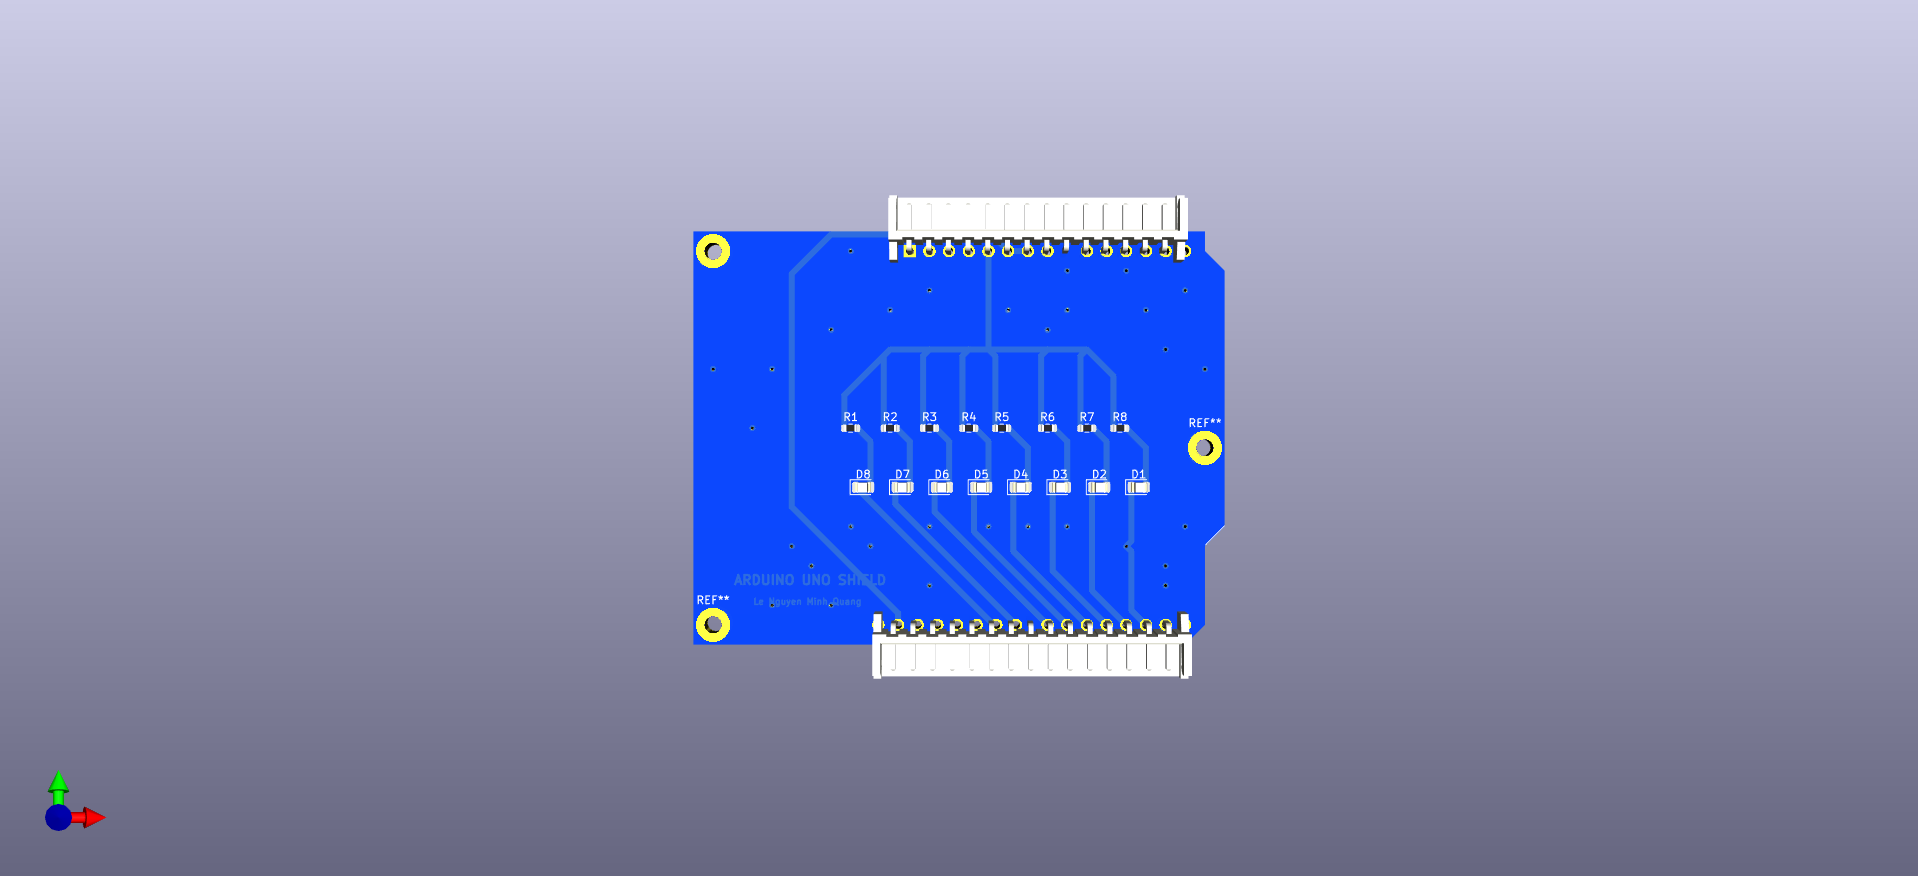 R1 R2 R3 R4 R5 R6 R7 R8
REF**
D8 D7 D6 D5 D4 D3 D2 D1
ARDUINO UNO SHIELD
REF**
Le Nguyen Minh Quang